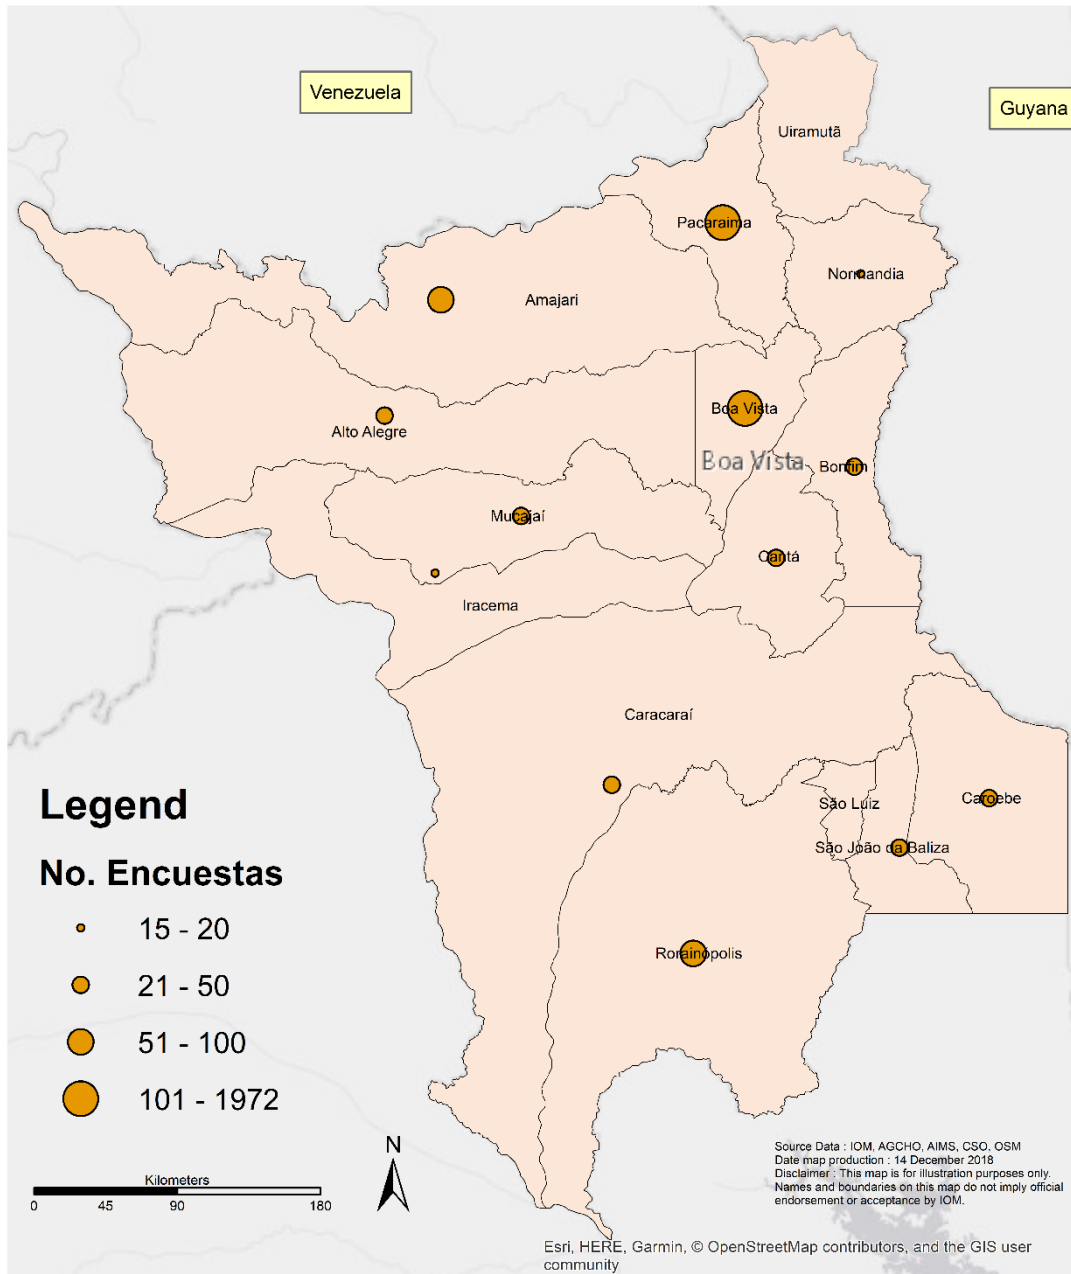 Venezuela
Guyana
Uiramutã
Pacaraima
Normandia
Amajari
Boa Vista
Alto Alegre
Boa Vista
Bonfim
Mucajaí
Cantá
Iracema
Caracaraí
Caroebe
São Luiz
São João da Baliza
Rorainópolis
Legend
No. Encuestas
15 - 20
21 - 50
51 - 100
101 - 1972
N
Kilometers
0 45 90 180
Source Data : IOM, AGCHO, AIMS, CSO, OSM
Date map production : 14 December 2018
Disclaimer : This map is for illustration purposes only.
Names and boundaries on this map do not imply official
endorsement or acceptance by IOM.
Esri, HERE, Garmin, © OpenStreetMap contributors, and the GIS user
community